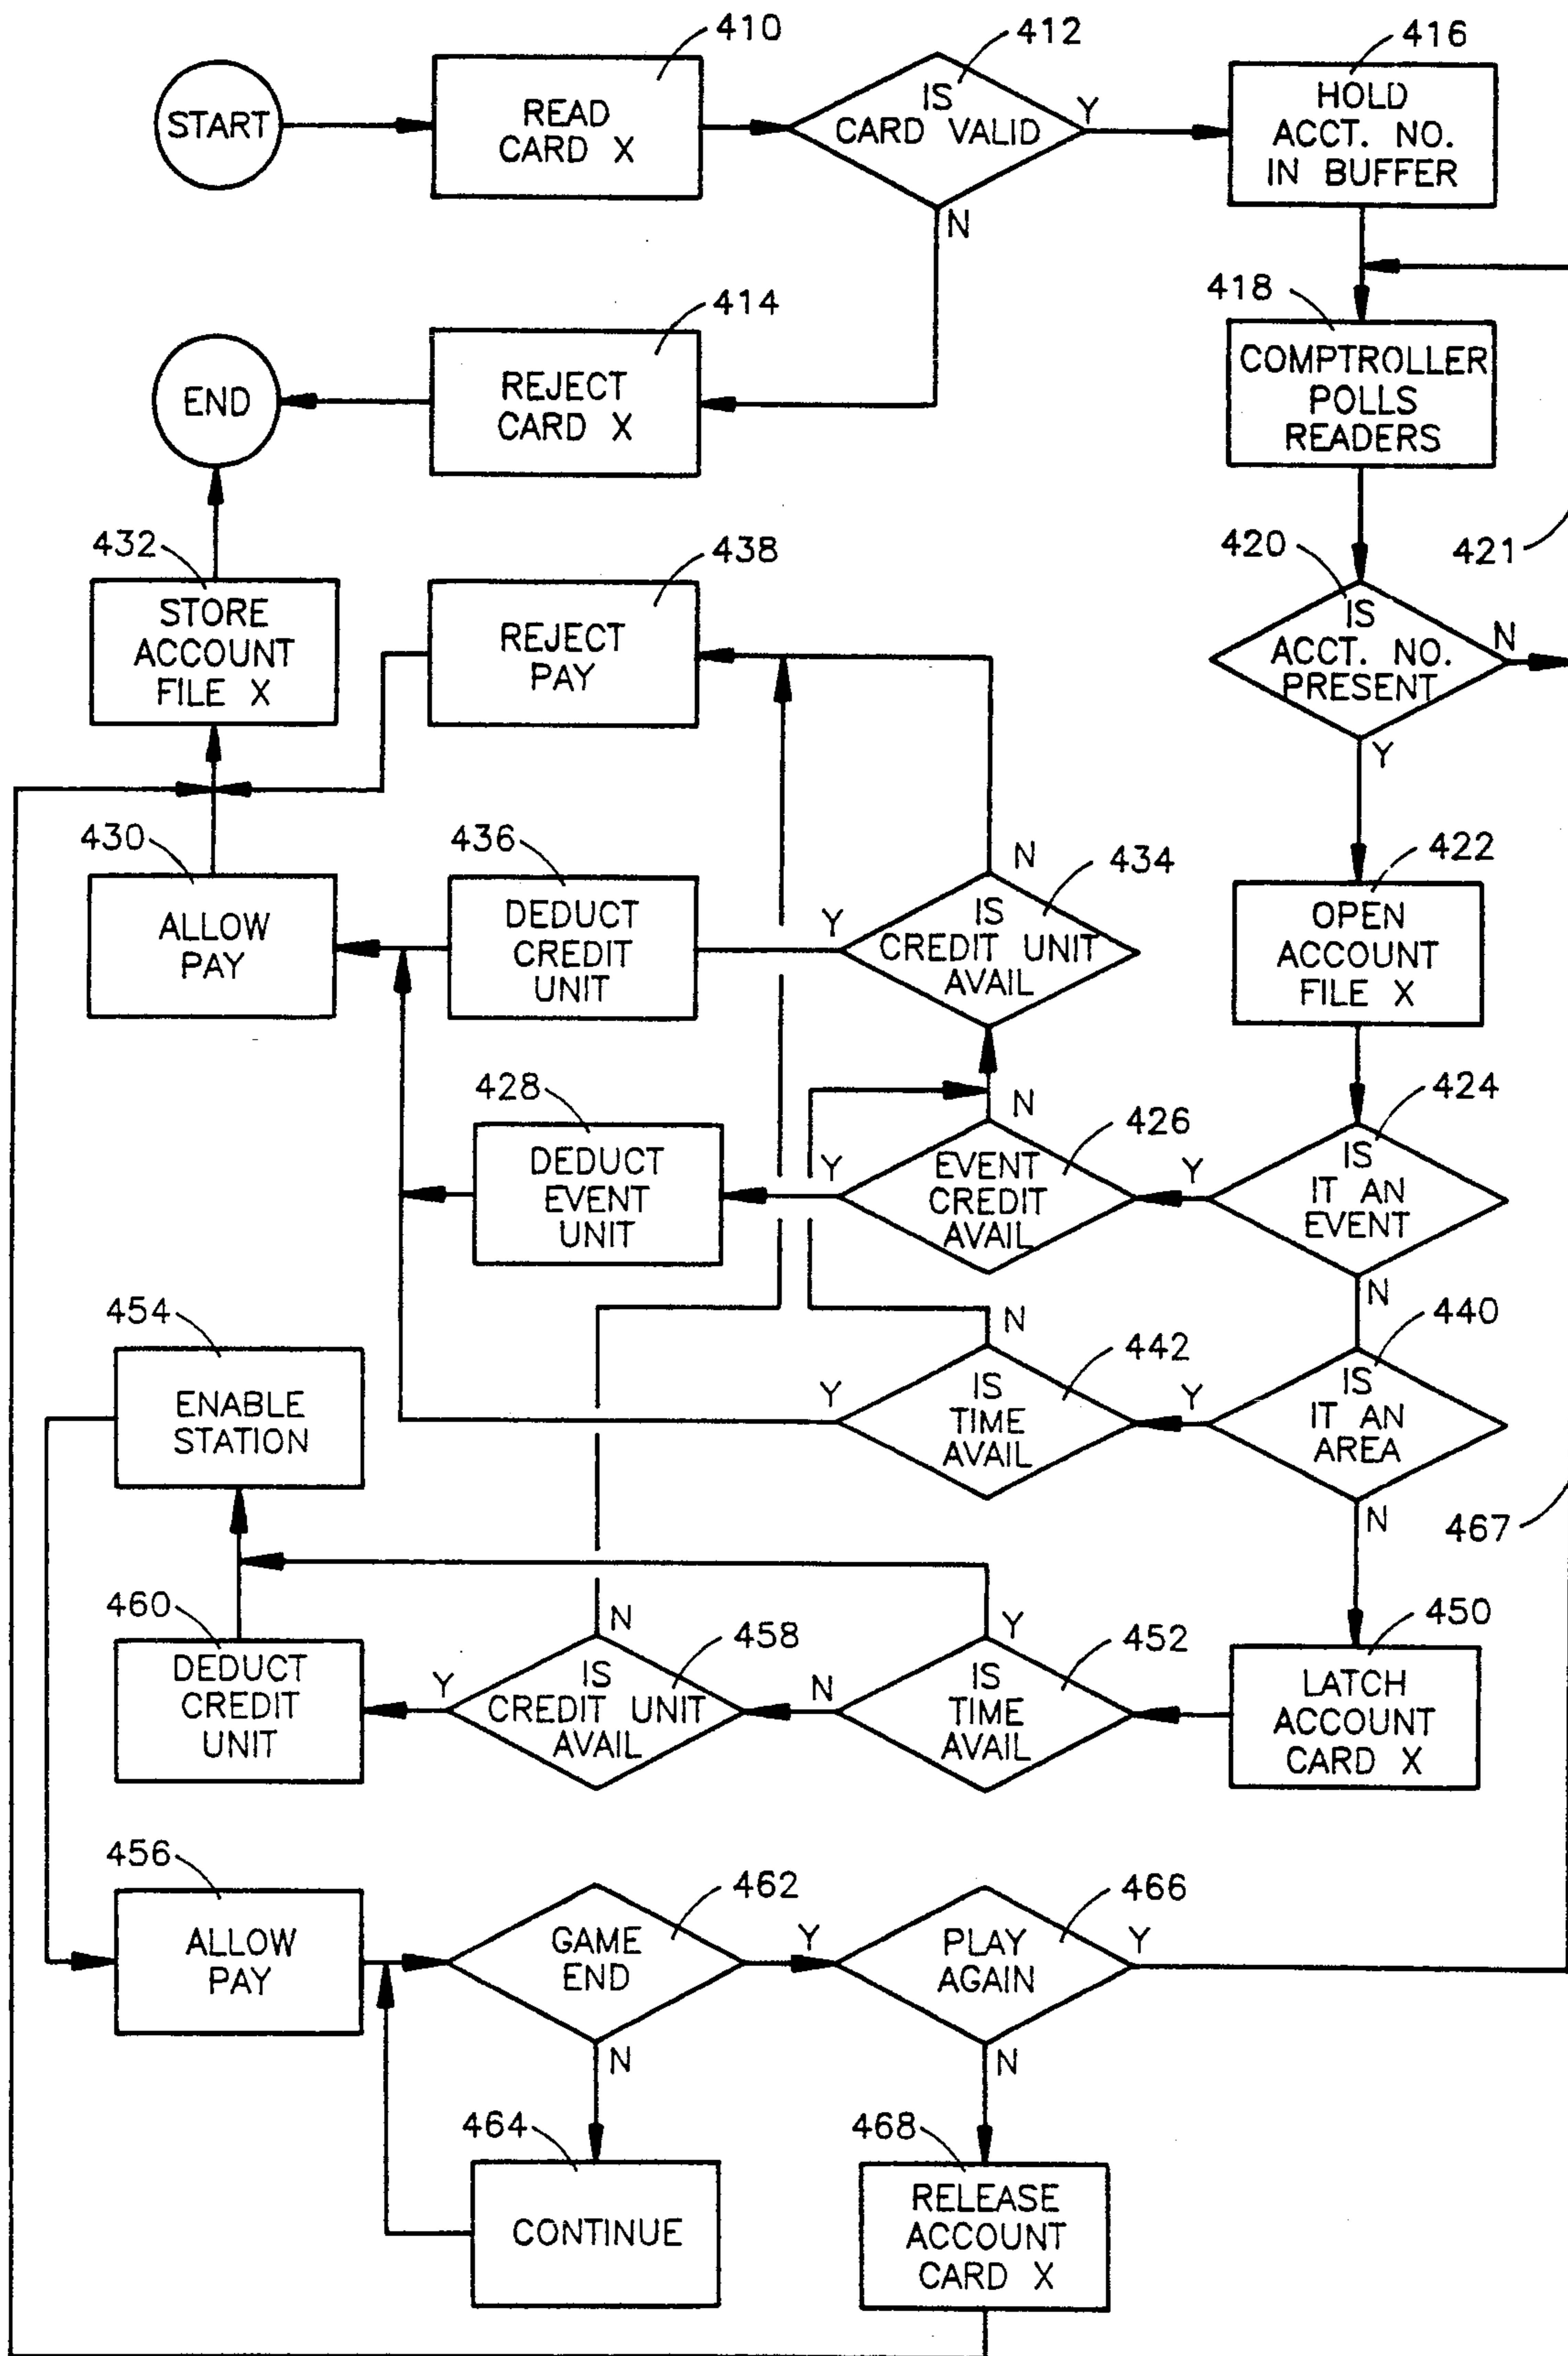 410
412
416
START
READ
CARD X
IS
CARD VALID
Y
N
HOLD
ACCT. NO.
IN BUFFER
414
418
END
REJECT
CARD X
COMPTROLLER
POLLS
READERS
432
438
420
421
STORE
ACCOUNT
FILE X
REJECT
PAY
IS
ACCT. NO.
PRESENT
N
Y
430
436
N
434
422
ALLOW
PAY
DEDUCT
CREDIT
UNIT
Y
IS
CREDIT UNIT
AVAIL
OPEN
ACCOUNT
FILE X
428
N
426
424
DEDUCT
EVENT
UNIT
Y
EVENT
CREDIT
AVAIL
Y
IS
IT AN
EVENT
N
454
N
442
440
ENABLE
STATION
Y
IS
TIME
AVAIL
Y
IS
IT AN
AREA
N
467
460
N
458
Y
452
450
DEDUCT
CREDIT
UNIT
Y
IS
CREDIT UNIT
AVAIL
N
IS
TIME
AVAIL
LATCH
ACCOUNT
CARD X
456
462
466
ALLOW
PAY
GAME
END
Y
PLAY
AGAIN
Y
N
N
464
468
CONTINUE
RELEASE
ACCOUNT
CARD X